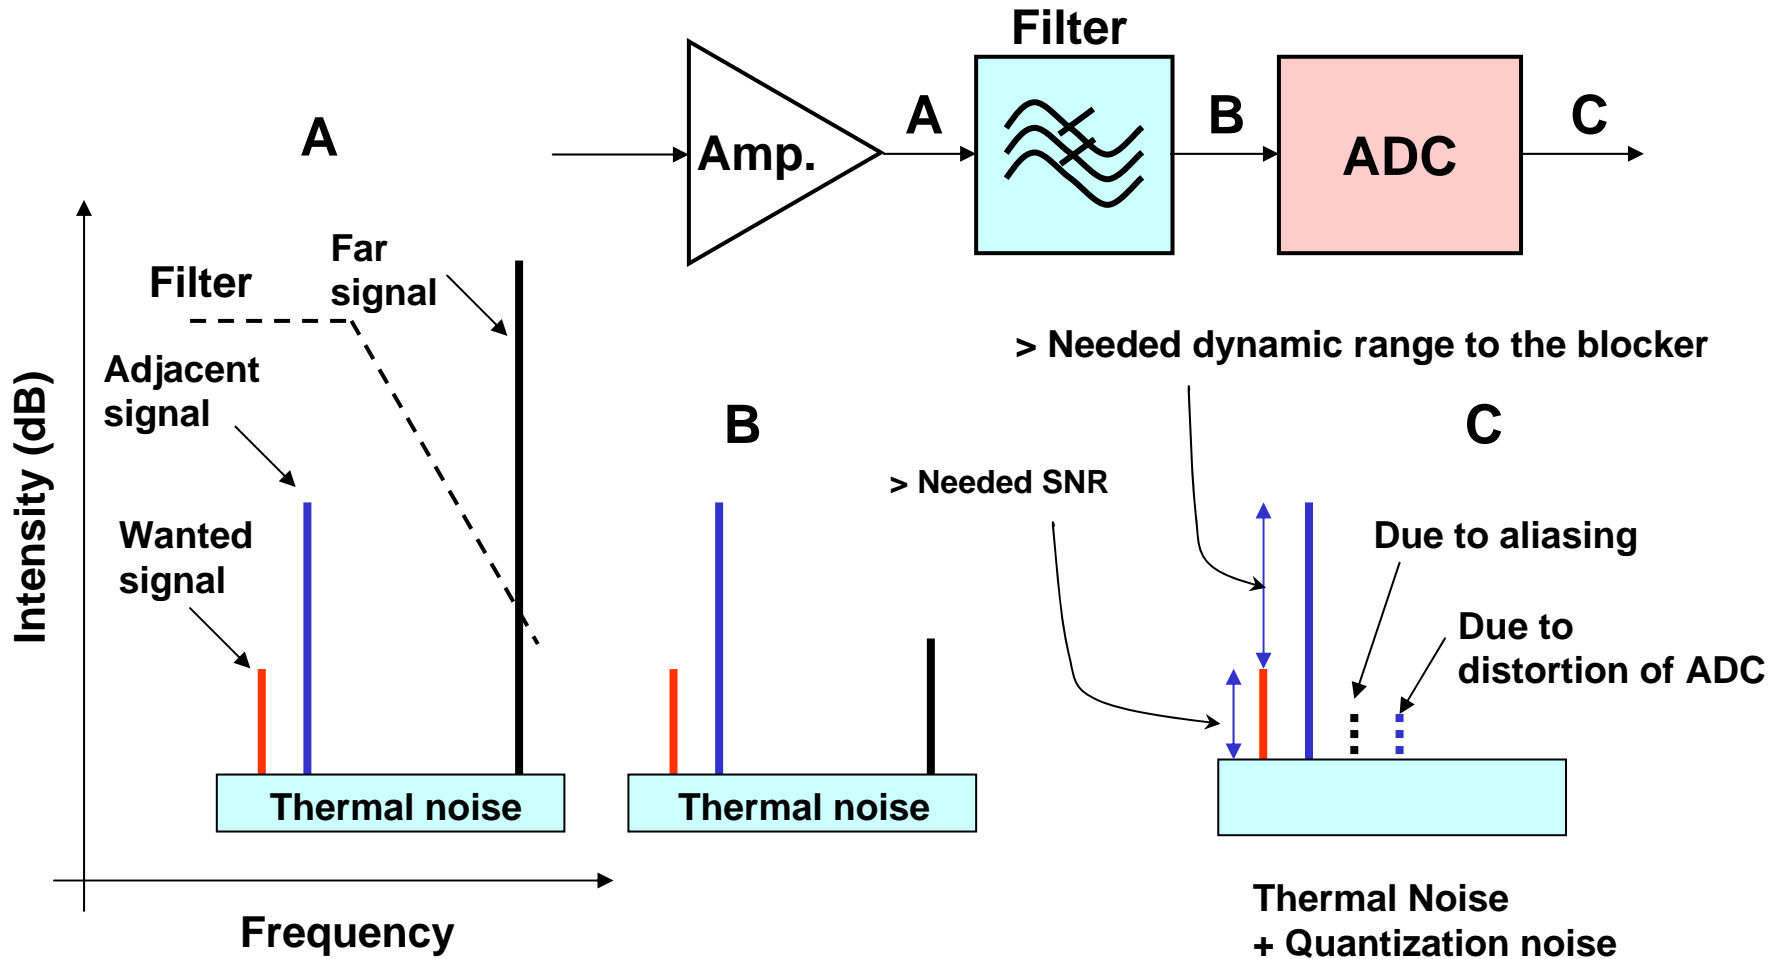 Filter
A
Amp.
A
B
ADC
C
Far
signal
Filter
Adjacent
signal
Wanted
signal
Intensity (dB)
Thermal noise
Frequency
B
Thermal noise
> Needed dynamic range to the blocker
> Needed SNR
C
Due to aliasing
Due to
distortion of ADC
Thermal Noise
+ Quantization noise